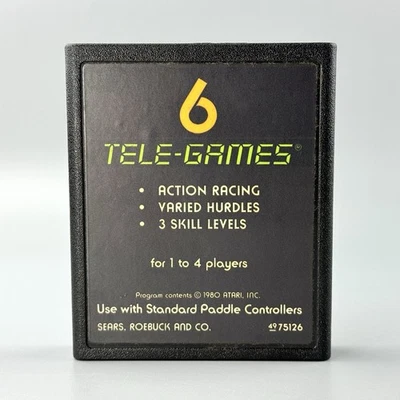 6
TELE-GAMES®
• ACTION RACING
• VARIED HURDLES
• 3 SKILL LEVELS
for 1 to 4 players
Program contents © 1980 ATARI, INC.
Use with Standard Paddle Controllers
SEARS, ROEBUCK AND CO. 49 75126